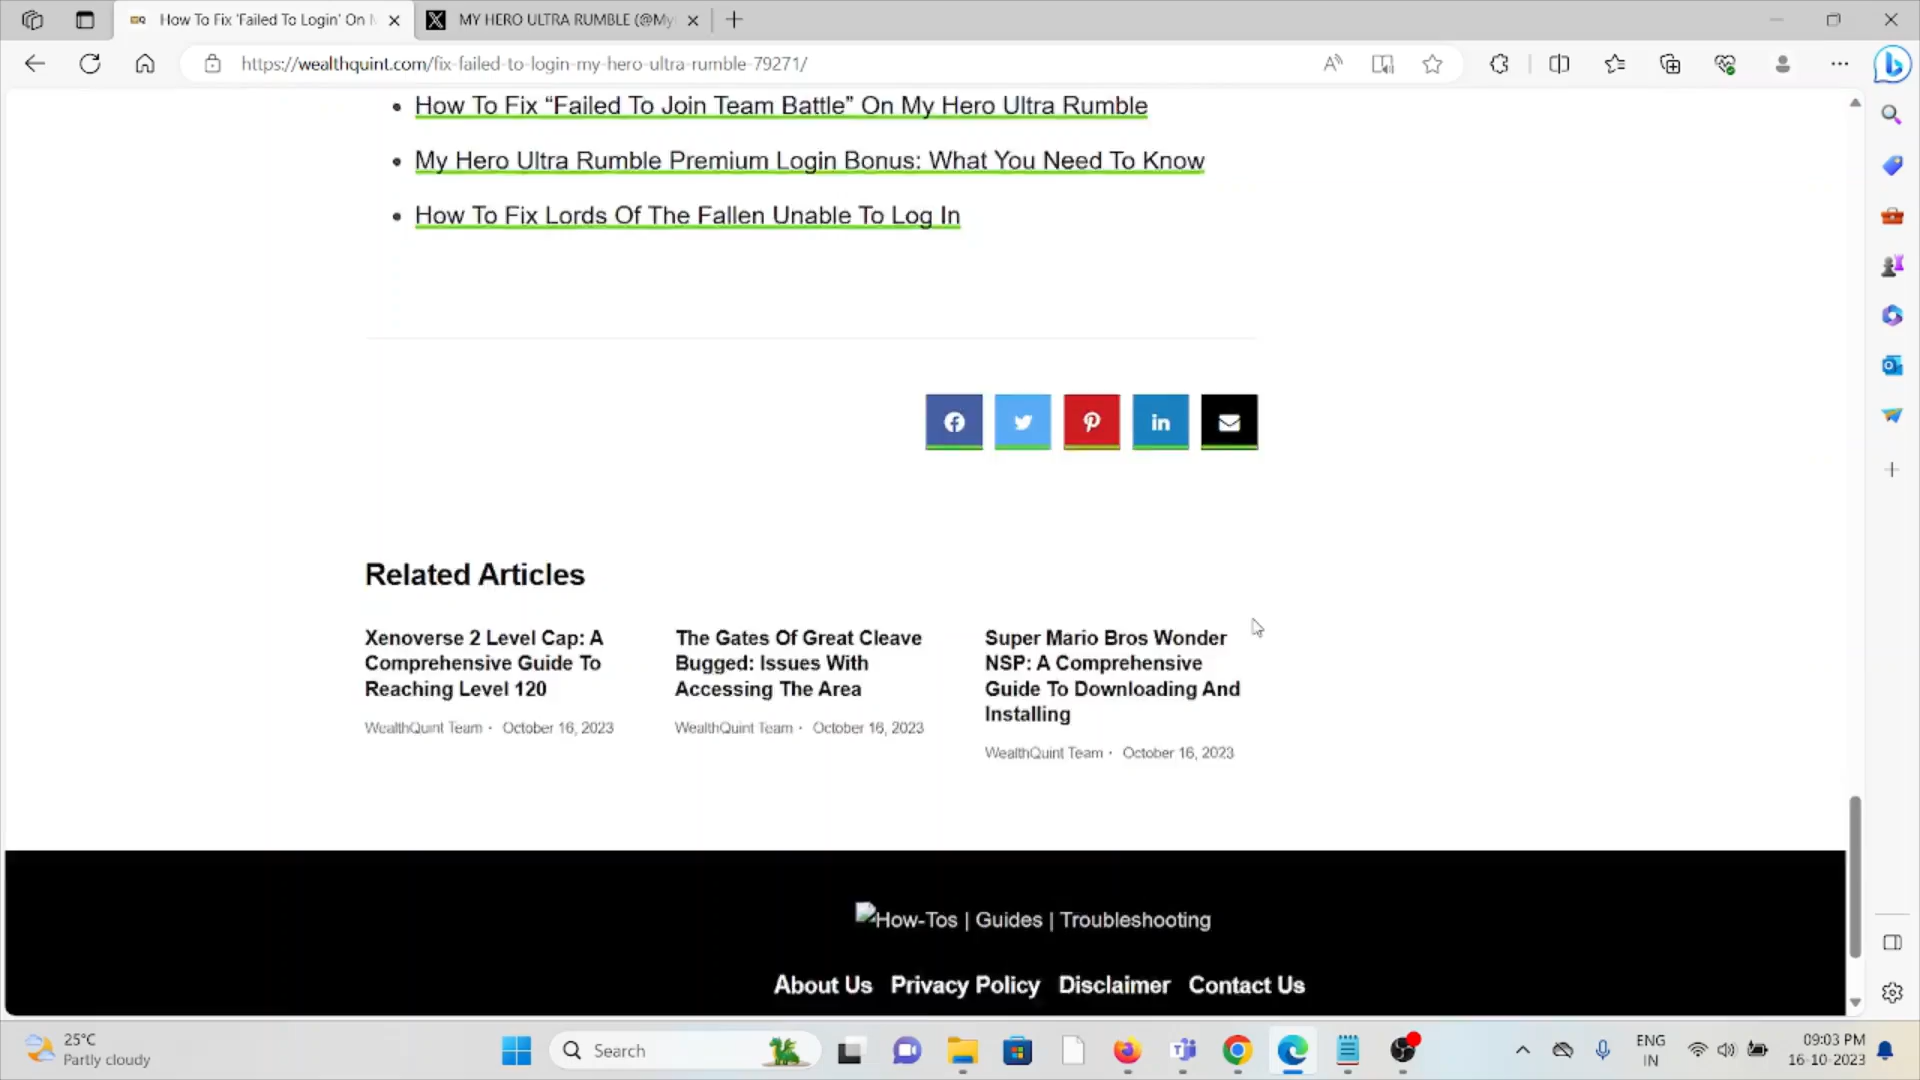 How To Fix 'Failed To Login' On
MY HERO ULTRA RUMBLE (@My
https://wealthquint.com/fix-failed-to-login-my-hero-ultra-rumble-79271/
How To Fix “Failed To Join Team Battle” On My Hero Ultra Rumble
My Hero Ultra Rumble Premium Login Bonus: What You Need To Know
How To Fix Lords Of The Fallen Unable To Log In
Related Articles
Xenoverse 2 Level Cap: A
Comprehensive Guide To
Reaching Level 120
WealthQuint Team · October 16, 2023
The Gates Of Great Cleave
Bugged: Issues With
Accessing The Area
WealthQuint Team · October 16, 2023
Super Mario Bros Wonder
NSP: A Comprehensive
Guide To Downloading And
Installing
WealthQuint Team · October 16, 2023
How-Tos | Guides | Troubleshooting
About Us Privacy Policy Disclaimer Contact Us
25°C
Partly cloudy
Search
ENG
IN
09:03 PM
16-10-2023